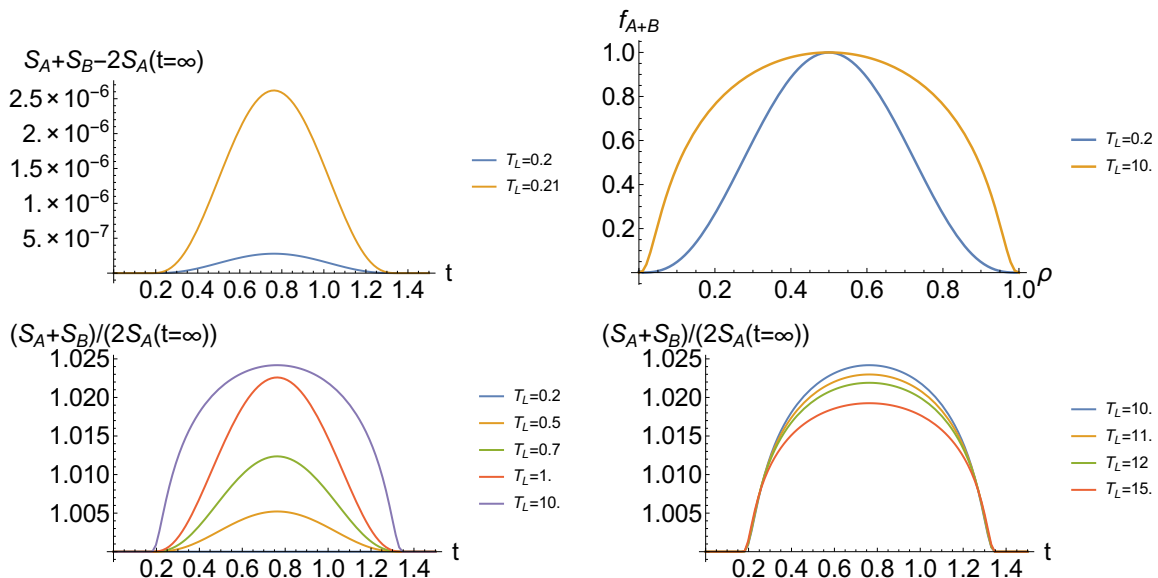 S_A+S_B-2S_A(t=∞)
2.5×10^-6
2.×10^-6
1.5×10^-6
1.×10^-6
5.×10^-7
0.2 0.4 0.6 0.8 1.0 1.2 1.4 t
T_L=0.2
T_L=0.21
f_{A+B}
1.0
0.8
0.6
0.4
0.2
0.2 0.4 0.6 0.8 1.0 ρ
T_L=0.2
T_L=10.
(S_A+S_B)/(2S_A(t=∞))
1.025
1.020
1.015
1.010
1.005
0.2 0.4 0.6 0.8 1.0 1.2 1.4 t
T_L=0.2
T_L=0.5
T_L=0.7
T_L=1.
T_L=10.
(S_A+S_B)/(2S_A(t=∞))
1.025
1.020
1.015
1.010
1.005
0.2 0.4 0.6 0.8 1.0 1.2 1.4 t
T_L=10.
T_L=11.
T_L=12
T_L=15.